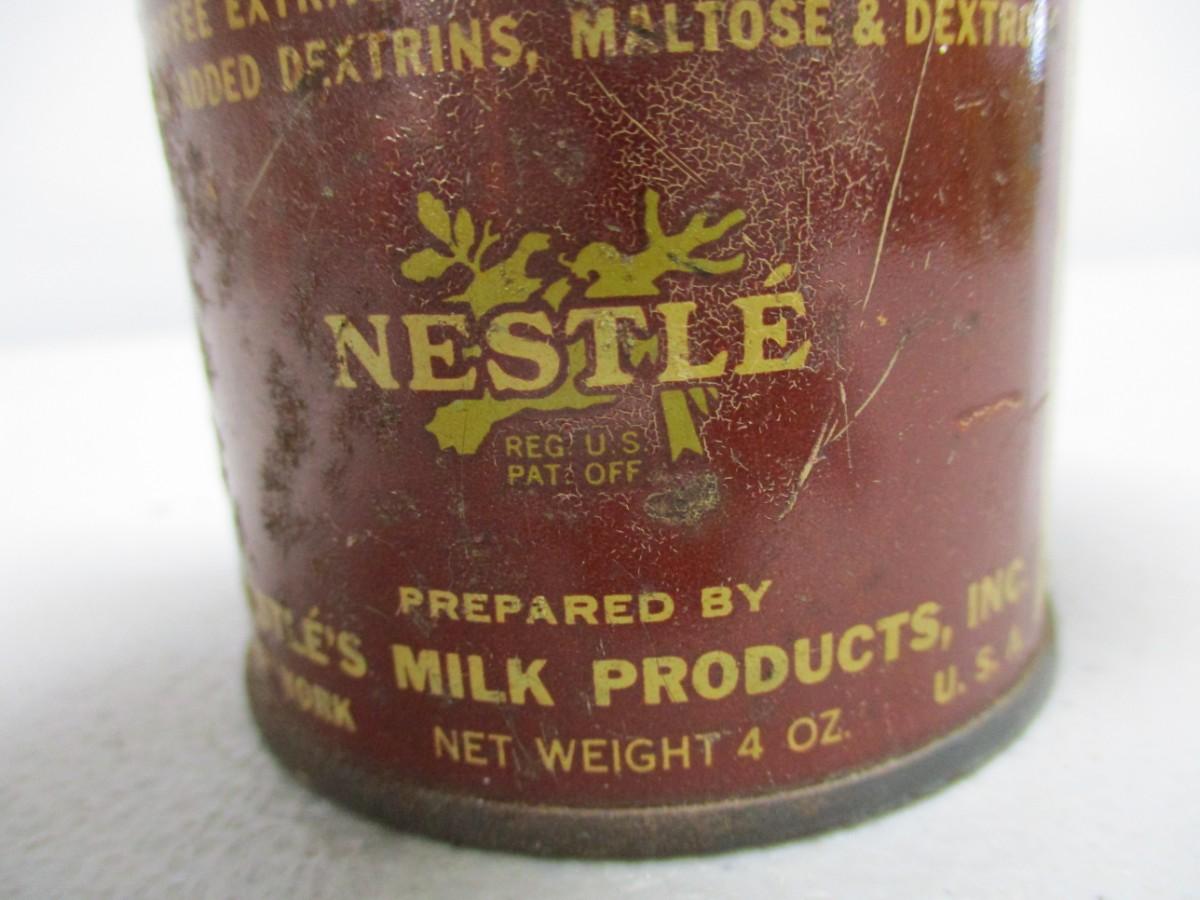 ADDED DEXTRINS, MALTOSE &
NESTLÉ
REG. U.S.
PAT. OFF.
PREPARED BY
MILK PRODUCTS, INC.
U. S. A.
NET WEIGHT 4 OZ.